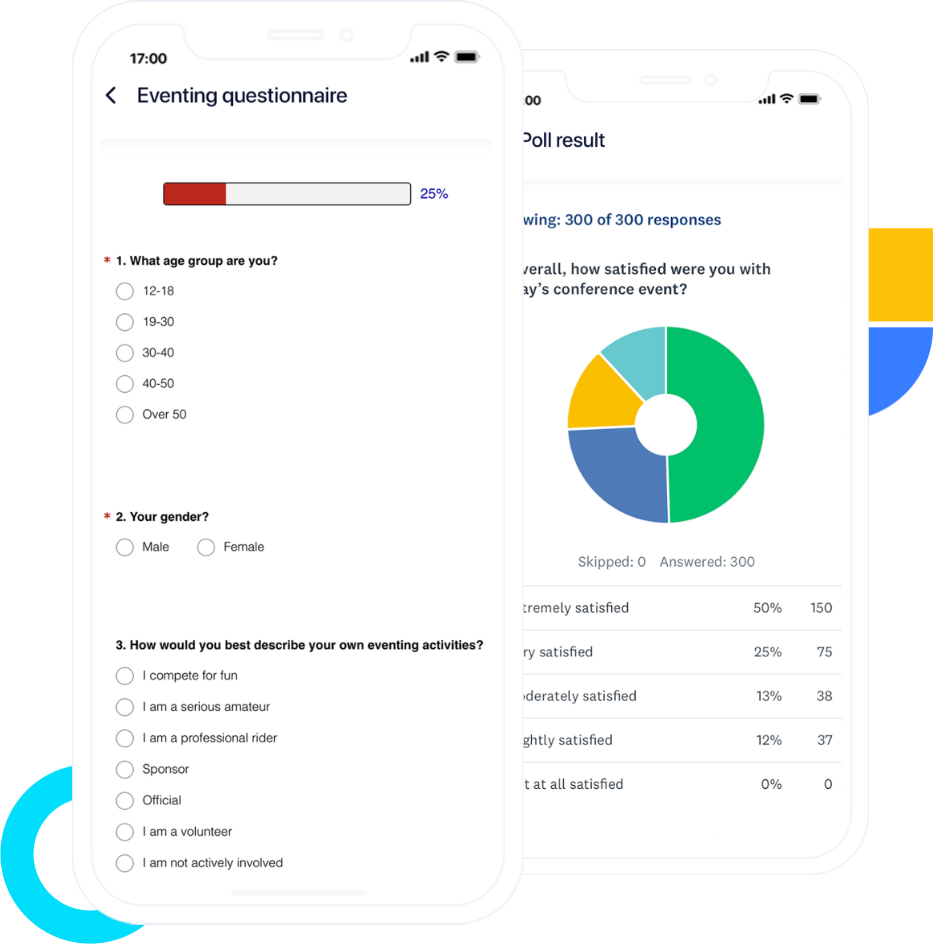 17:00
Eventing questionnaire
25%
* 1. What age group are you?
12-18
19-30
30-40
40-50
Over 50
* 2. Your gender?
Male Female
3. How would you best describe your own eventing activities?
I compete for fun
I am a serious amateur
I am a professional rider
Sponsor
Official
I am a volunteer
I am not actively involved
:00
Poll result
wing: 300 of 300 responses
verall, how satisfied were you with
ay's conference event?
Skipped: 0 Answered: 300
tremely satisfied 50% 150
ry satisfied 25% 75
derately satisfied 13% 38
ghtly satisfied 12% 37
t at all satisfied 0% 0